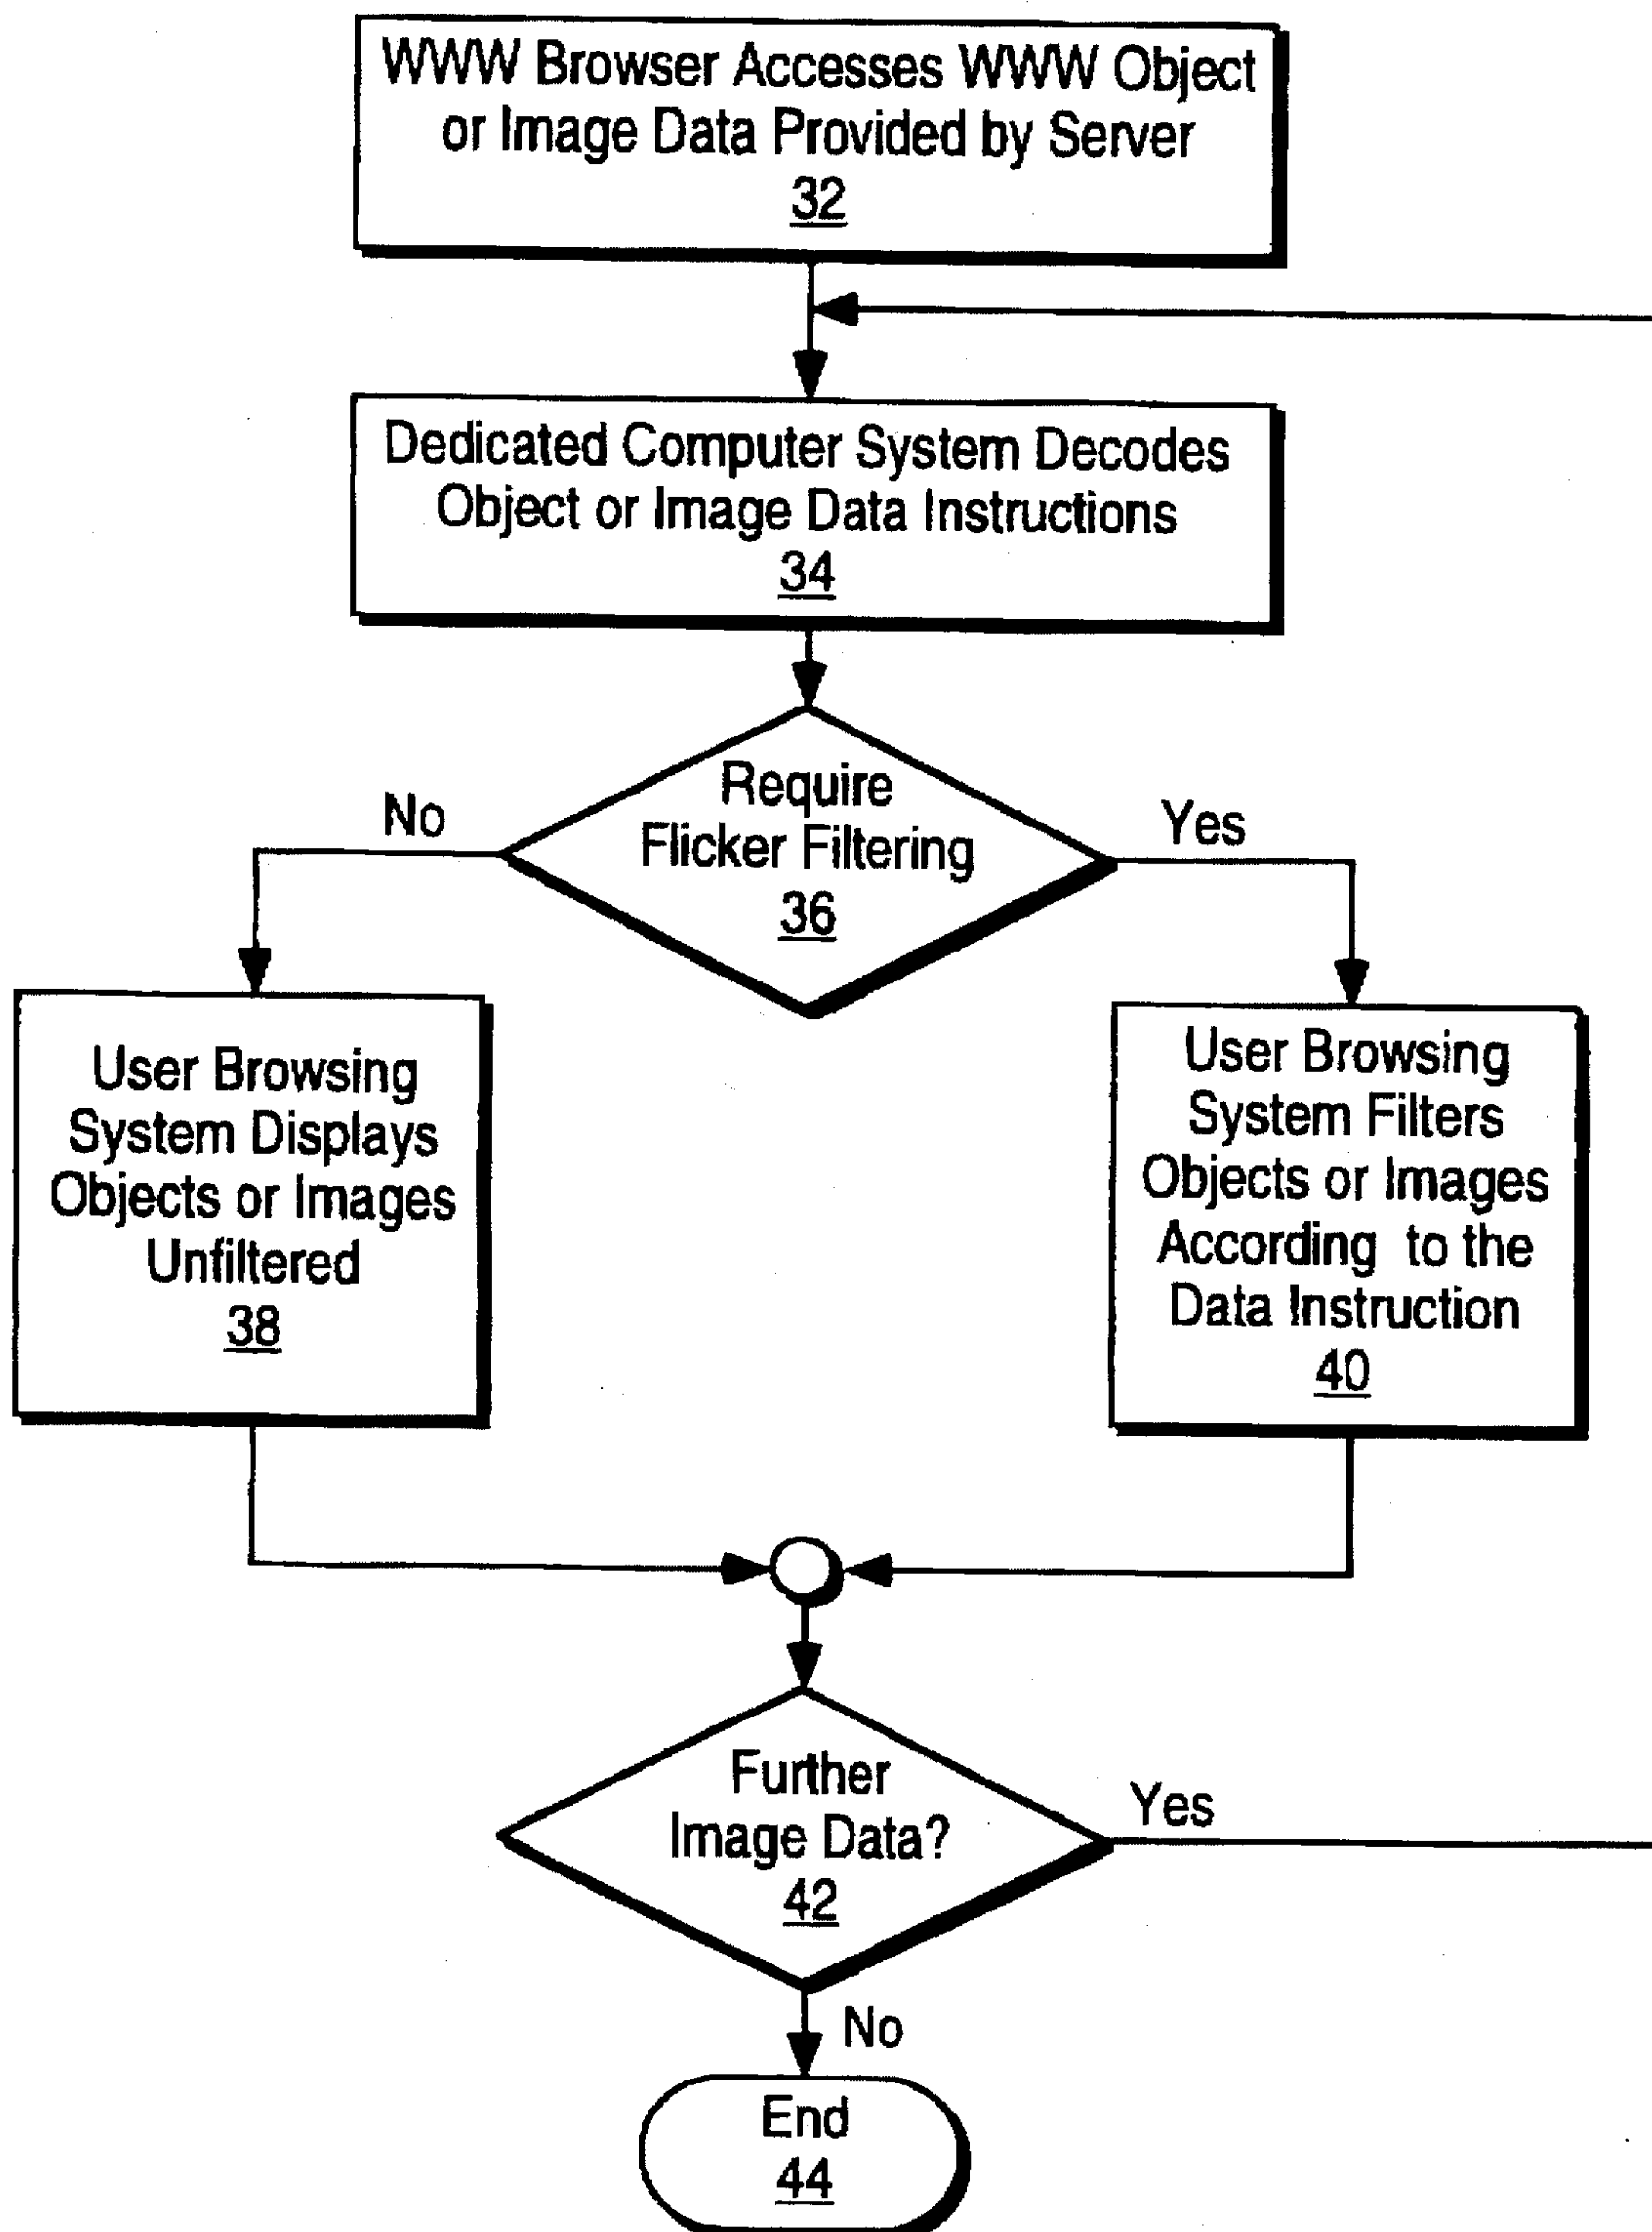 WWW Browser Accesses WWW Object
or Image Data Provided by Server
32
Dedicated Computer System Decodes
Object or Image Data Instructions
34
Require
Flicker Filtering
36
No
Yes
User Browsing
System Displays
Objects or Images
Unfiltered
38
User Browsing
System Filters
Objects or Images
According to the
Data Instruction
40
Further
Image Data?
42
Yes
No
End
44